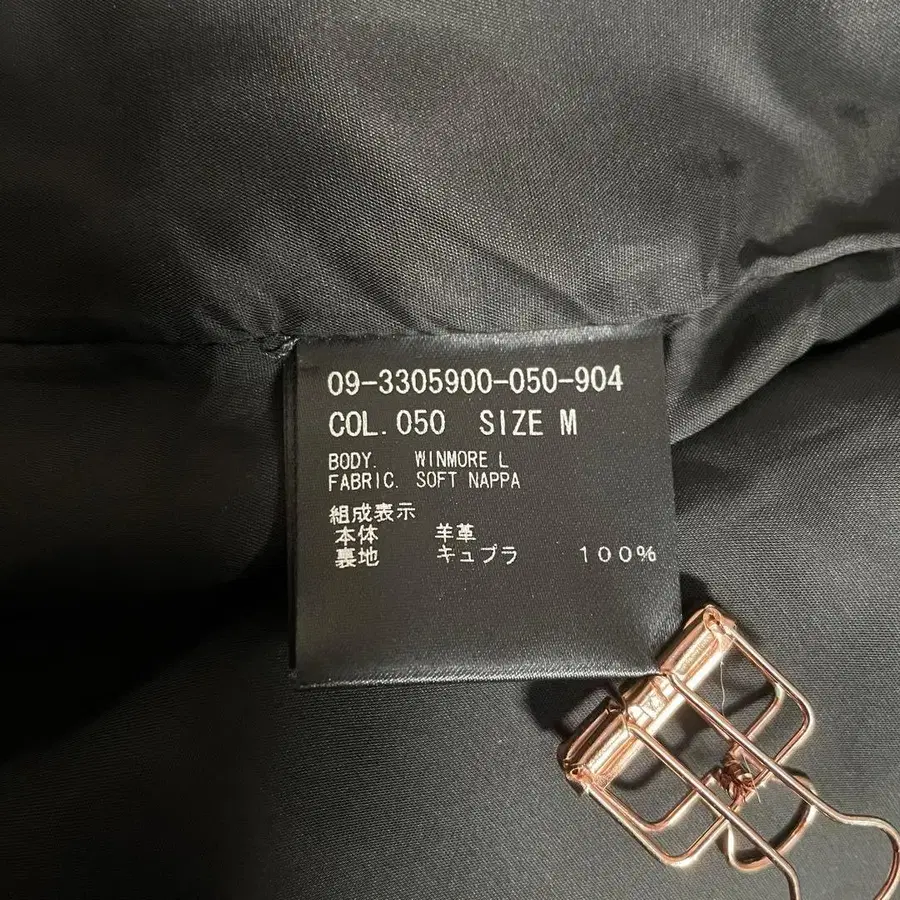 09-3305900-050-904
COL.050 SIZE M
BODY. WINMORE L
FABRIC. SOFT NAPPA
組成表示
本体 羊革
裏地 キュプラ 100%